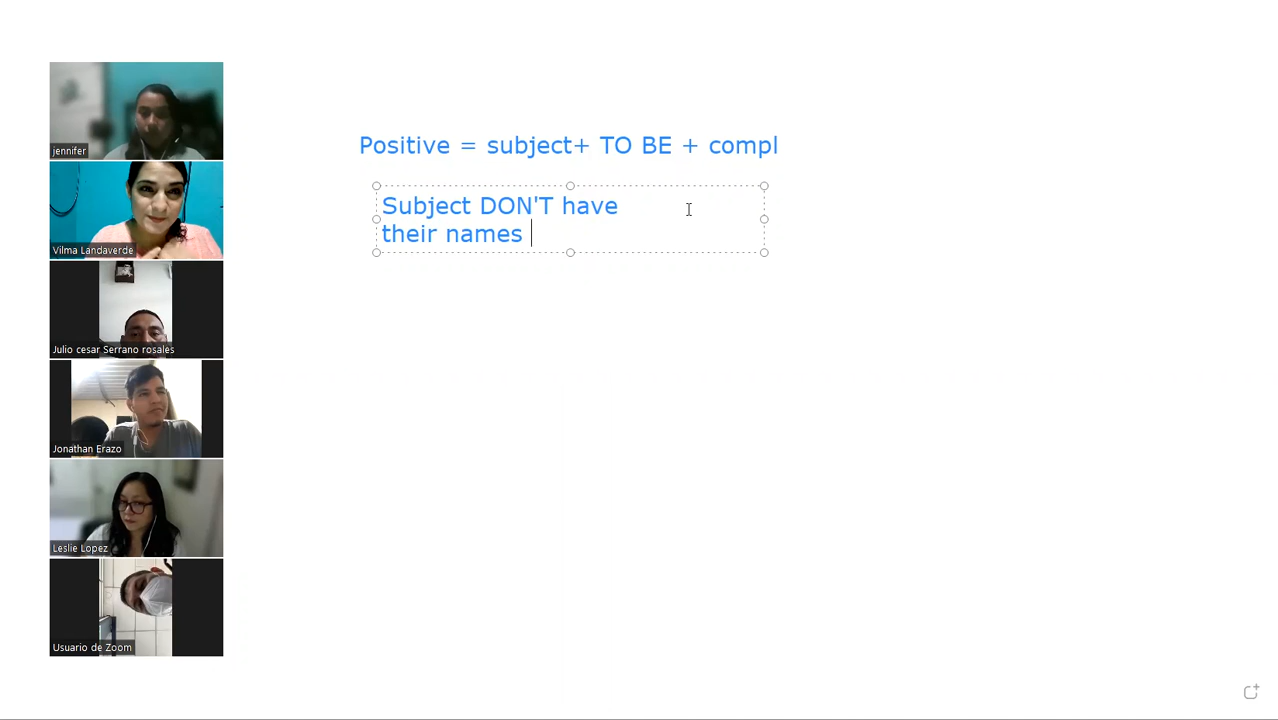 Positive = subject+ TO BE + compl
Subject DON'T have
their names
jennifer
Vilma Landaverde
Julio cesar Serrano rosales
Jonathan Erazo
Leslie Lopez
Usuario de Zoom